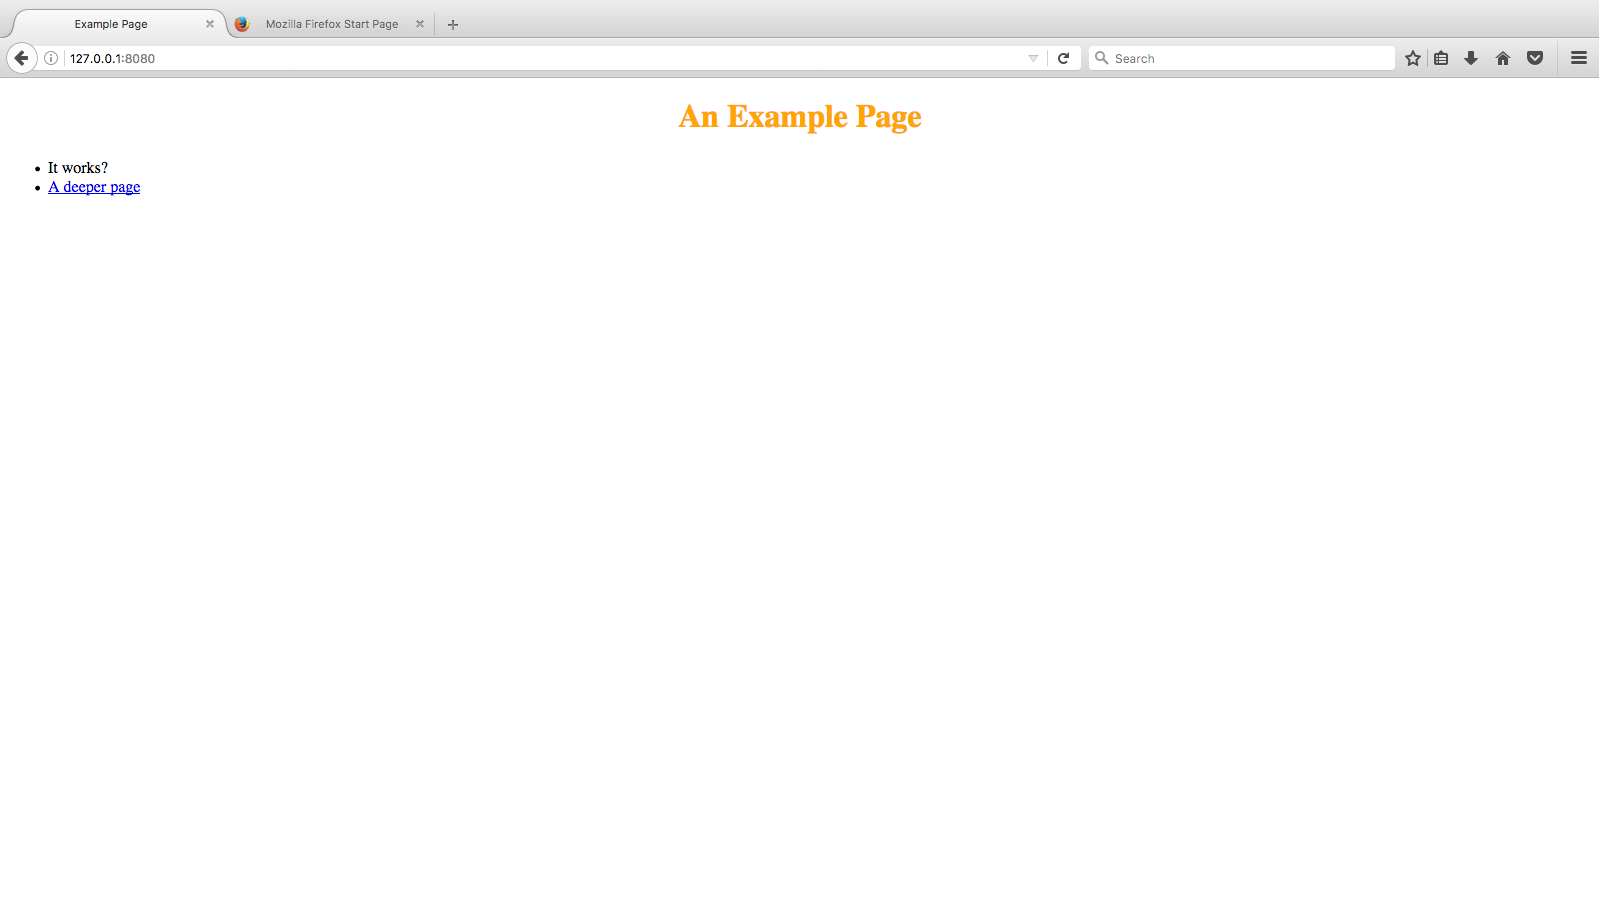 Example Page
Mozilla Firefox Start Page
127.0.0.1:8080
Search
An Example Page
It works?
A deeper page